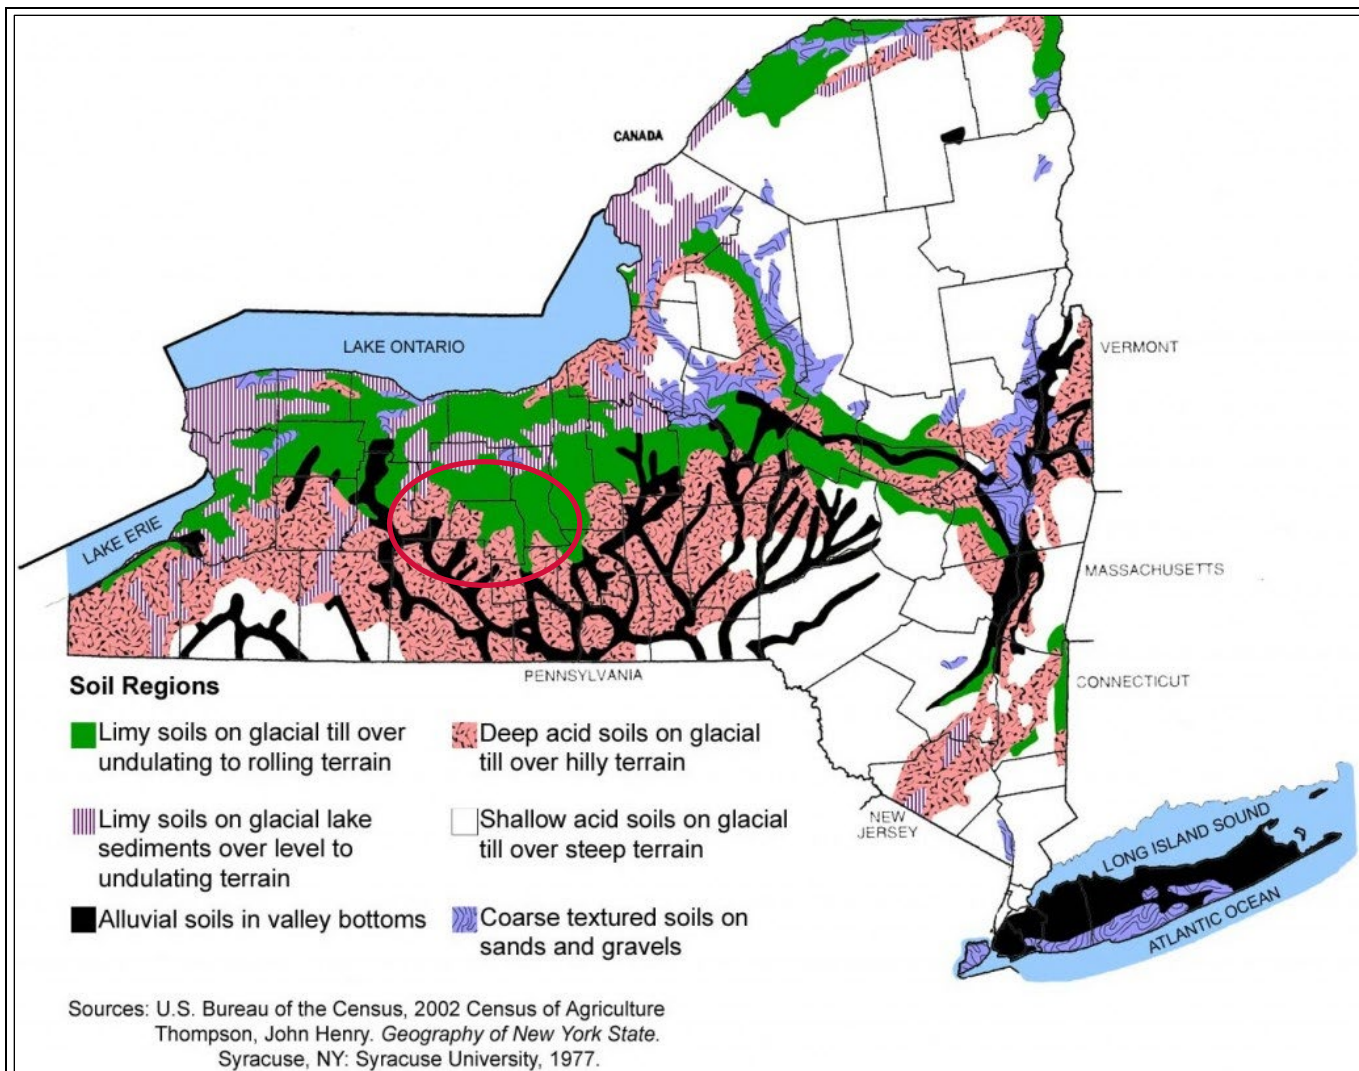 CANADA
LAKE ONTARIO
VERMONT
LAKE ERIE
MASSACHUSETTS
PENNSYLVANIA
CONNECTICUT
NEW
JERSEY
LONG ISLAND SOUND
ATLANTIC OCEAN
Soil Regions
Limy soils on glacial till over
undulating to rolling terrain
Limy soils on glacial lake
sediments over level to
undulating terrain
Alluvial soils in valley bottoms
Deep acid soils on glacial
till over hilly terrain
Shallow acid soils on glacial
till over steep terrain
Coarse textured soils on
sands and gravels
Sources: U.S. Bureau of the Census, 2002 Census of Agriculture
Thompson, John Henry. Geography of New York State.
Syracuse, NY: Syracuse University, 1977.